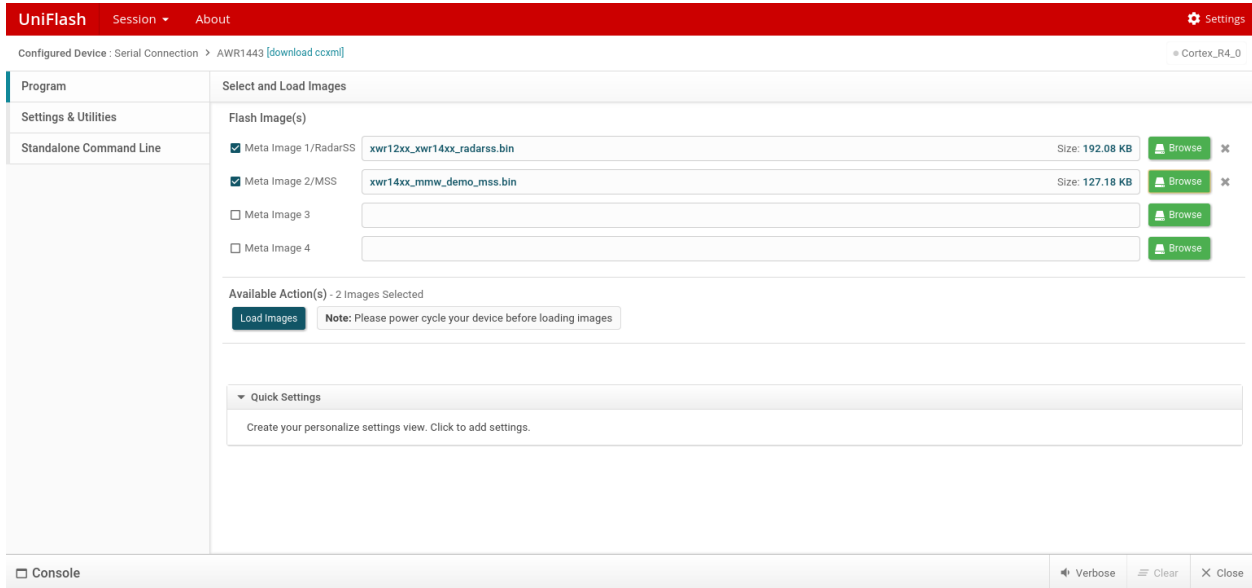 UniFlash Session About Settings
Configured Device : Serial Connection > AWR1443 [download ccxml] Cortex_R4_0
Program
Settings & Utilities
Standalone Command Line
Select and Load Images
Flash Image(s)
Meta Image 1/RadarSS xwr12xx_xwr14xx_radarss.bin Size: 192.08 KB Browse
Meta Image 2/MSS xwr14xx_mmw_demo_mss.bin Size: 127.18 KB Browse
Meta Image 3 Browse
Meta Image 4 Browse
Available Action(s) - 2 Images Selected
Load Images Note: Please power cycle your device before loading images
Quick Settings
Create your personalize settings view. Click to add settings.
Console Verbose Clear Close